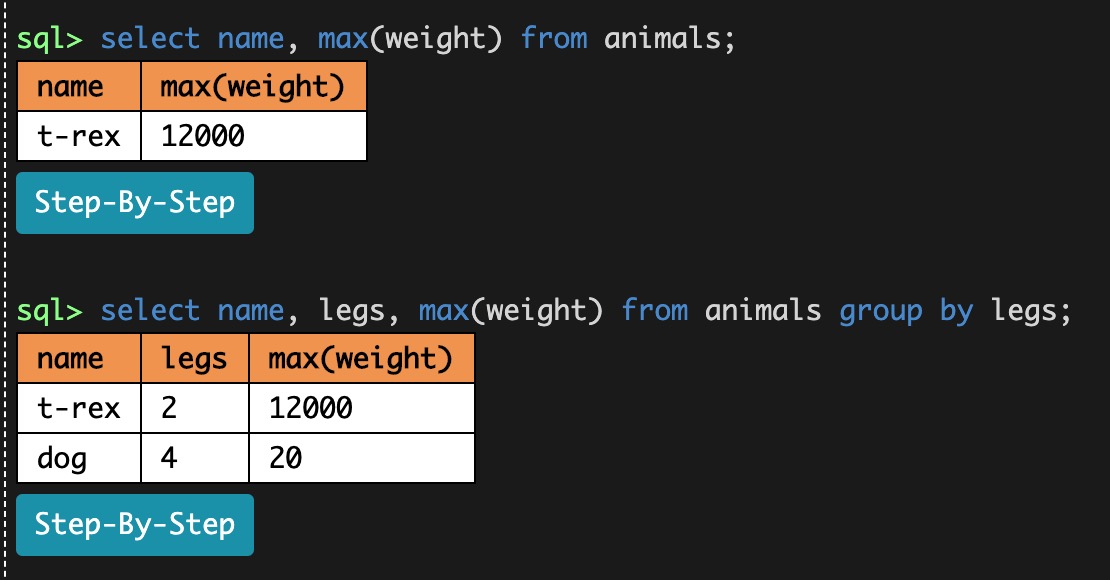 sql> select name, max(weight) from animals;
name max(weight)
t-rex 12000
Step-By-Step
sql> select name, legs, max(weight) from animals group by legs;
name legs max(weight)
t-rex 2 12000
dog 4 20
Step-By-Step